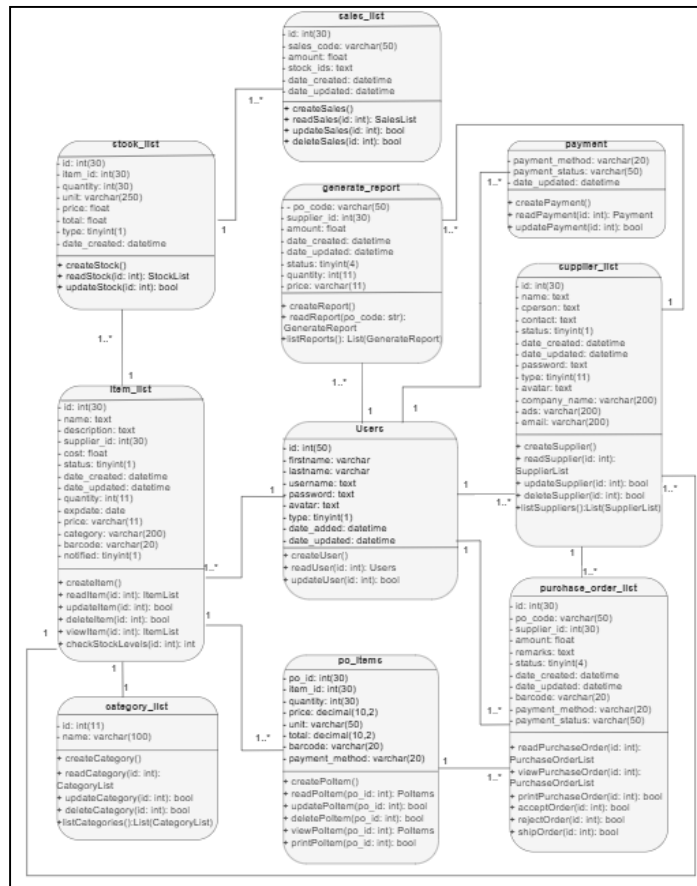 sales_list
- id: int(30)
- sales_code: varchar(50)
- amount: float
- stock_ids: text
- date_created: datetime
- date_updated: datetime
+ createSales()
+ readSales(id: int): SalesList
+ updateSales(id: int): bool
+ deleteSales(id: int): bool
1..*
1..*
1
stock_list
- id: int(30)
- item_id: int(30)
- quantity: int(30)
- unit: varchar(250)
- price: float
- total: float
- type: tinyint(1)
- date_created: datetime
+ createStock()
+ readStock(id: int): StockList
+ updateStock(id: int): bool
1..*
1
payment
- payment_method: varchar(20)
- payment_status: varchar(50)
- date_updated: datetime
+ createPayment()
+ readPayment(id: int): Payment
+ updatePayment(id: int): bool
1..*
generate_report
- po_code: varchar(50)
- supplier_id: int(30)
- amount: float
- date_created: datetime
- date_updated: datetime
- status: tinyint(4)
- quantity: int(11)
- price: varchar(11)
+ createReport()
+ readReport(po_code: str):
GenerateReport
+listReports(): List(GenerateReport)
1..*
1..*
1
1
supplier_list
- id: int(30)
- name: text
- cperson: text
- contact: text
- status: tinyint(1)
- date_created: datetime
- date_updated: datetime
- password: text
- type: tinyint(11)
- avatar: text
- company_name: varchar(200)
- ads: varchar(200)
- email: varchar(200)
+ createSupplier()
+ readSupplier(id: int):
SupplierList
+ updateSupplier(id: int): bool
+ deleteSupplier(id: int): bool
+listSuppliers():List(SupplierList)
1
1..*
1..*
1
1..*
item_list
- id: int(30)
- name: text
- description: text
- supplier_id: int(30)
- cost: float
- status: tinyint(1)
- date_created: datetime
- date_updated: datetime
- quantity: int(11)
- expdate: date
- price: varchar(11)
- category: varchar(200)
- barcode: varchar(20)
- notified: tinyint(1)
+ createItem()
+ readItem(id: int): ItemList
+ updateItem(id: int): bool
+ deleteItem(id: int): bool
+ viewItem(id: int): ItemList
+ checkStockLevels(id: int): int
1..*
1
1
1
1
Users
- id: int(50)
- firstname: varchar
- lastname: varchar
- username: text
- password: text
- avatar: text
- type: tinyint(1)
- date_added: datetime
- date_updated: datetime
+ createUser()
+ readUser(id: int): Users
+ updateUser(id: int): bool
1
1
1
category_list
- id: int(11)
- name: varchar(100)
+ createCategory()
+ readCategory(id: int):
CategoryList
+ updateCategory(id: int): bool
+ deleteCategory(id: int): bool
+listCategories():List(CategoryList)
po_items
- po_id: int(30)
- item_id: int(30)
- quantity: int(30)
- price: decimal(10,2)
- unit: varchar(50)
- total: decimal(10,2)
- barcode: varchar(20)
- payment_method: varchar(20)
+ createPoItem()
+ readPoItem(po_id: int): PoItems
+ updatePoItem(po_id: int): bool
+ deletePoItem(po_id: int): bool
+ viewPoItem(po_id: int): PoItems
+ printPoItem(po_id: int): bool
1..*
1
1..*
1..*
purchase_order_list
- id: int(30)
- po_code: varchar(50)
- supplier_id: int(30)
- amount: float
- remarks: text
- status: tinyint(4)
- date_created: datetime
- date_updated: datetime
- barcode: varchar(20)
- payment_method: varchar(20)
- payment_status: varchar(50)
+ readPurchaseOrder(id: int):
PurchaseOrderList
+ viewPurchaseOrder(id: int):
PurchaseOrderList
+ printPurchaseOrder(id: int): bool
+ acceptOrder(id: int): bool
+ rejectOrder(id: int): bool
+ shipOrder(id: int): bool